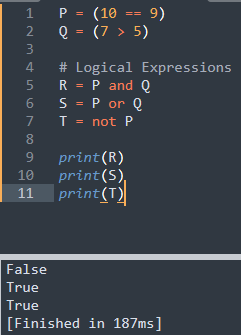 1 P = (10 == 9)
2 Q = (7 > 5)
3
4 # Logical Expressions
5 R = P and Q
6 S = P or Q
7 T = not P
8
9 print(R)
10 print(S)
11 print(T)
False
True
True
[Finished in 187ms]